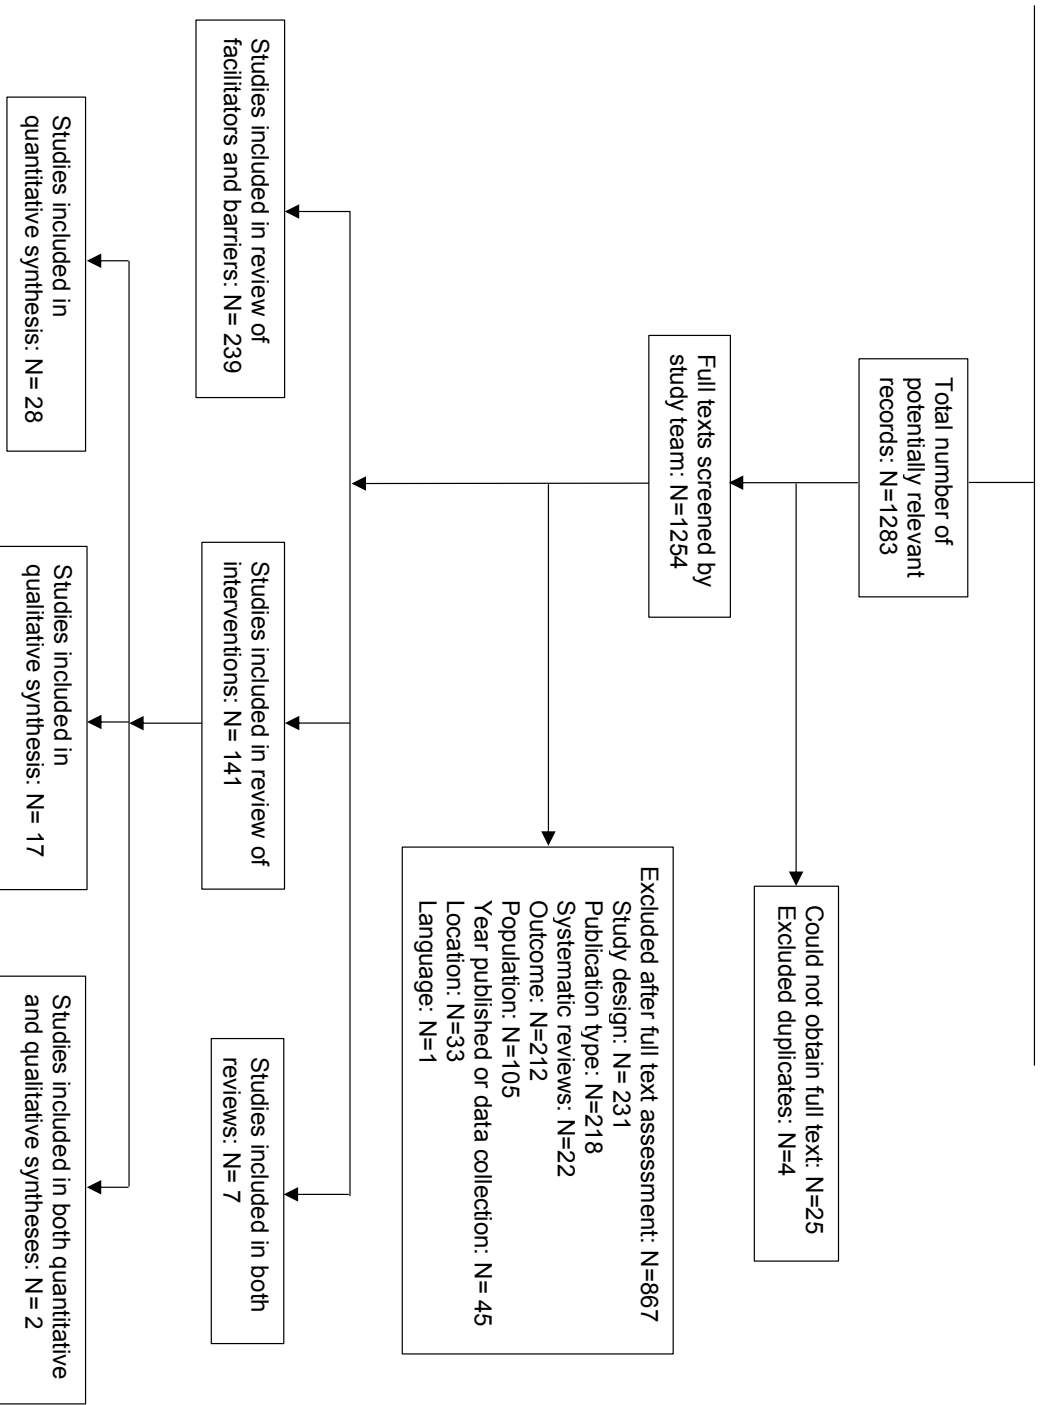 Total number of
potentially relevant
records: N=1283
Could not obtain full text: N=25
Excluded duplicates: N=4
Full texts screened by
study team: N=1254
Excluded after full text assessment: N=867
Study design: N= 231
Publication type: N=218
Systematic reviews: N=22
Outcome: N=212
Population: N=105
Year published or data collection: N= 45
Location: N=33
Language: N=1
Studies included in review of
facilitators and barriers: N= 239
Studies included in review of
interventions: N= 141
Studies included in both
reviews: N= 7
Studies included in
quantitative synthesis: N= 28
Studies included in
qualitative synthesis: N= 17
Studies included in both quantitative
and qualitative syntheses: N= 2